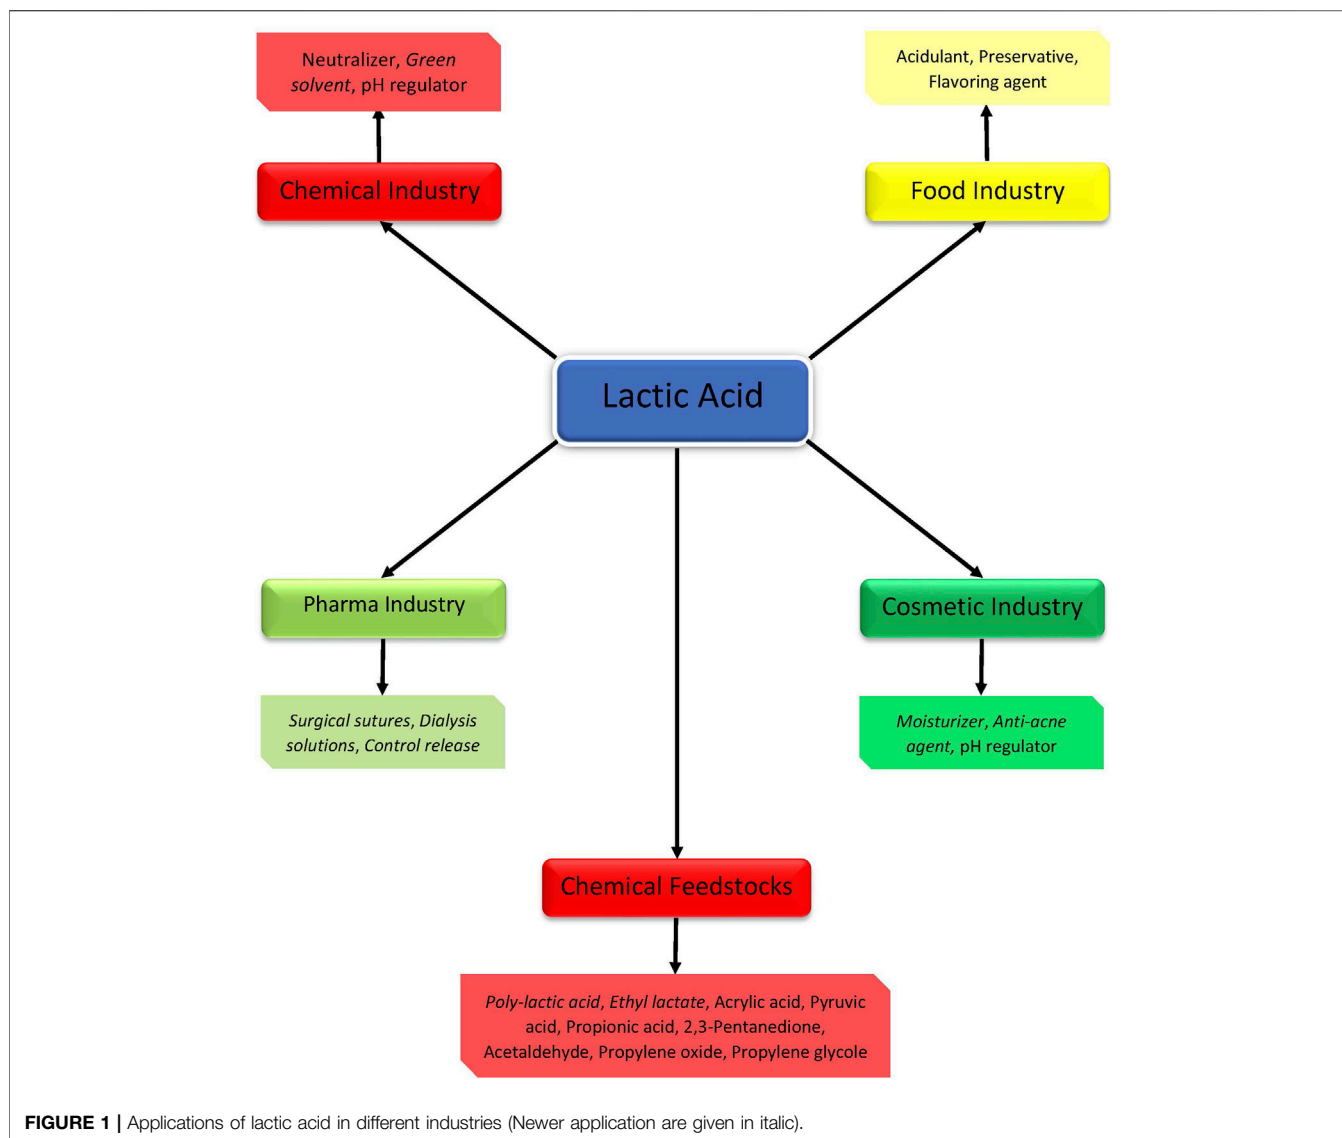 Neutralizer, Green
solvent, pH regulator
Acidulant, Preservative,
Flavoring agent
Chemical Industry
Food Industry
Lactic Acid
Pharma Industry
Cosmetic Industry
Surgical sutures, Dialysis
solutions, Control release
Moisturizer, Anti-acne
agent, pH regulator
Chemical Feedstocks
Poly-lactic acid, Ethyl lactate, Acrylic acid, Pyruvic
acid, Propionic acid, 2,3-Pentanedione,
Acetaldehyde, Propylene oxide, Propylene glycole
FIGURE 1 | Applications of lactic acid in different industries (Newer application are given in italic).